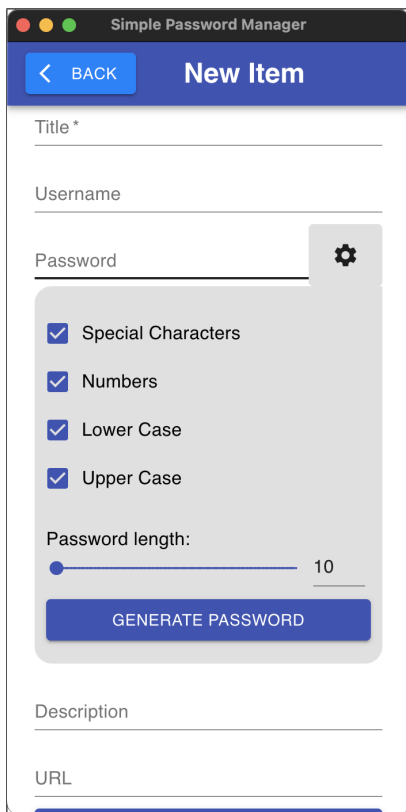 Simple Password Manager
BACK
New Item
Title *
Username
Password
Special Characters
Numbers
Lower Case
Upper Case
Password length:
10
GENERATE PASSWORD
Description
URL